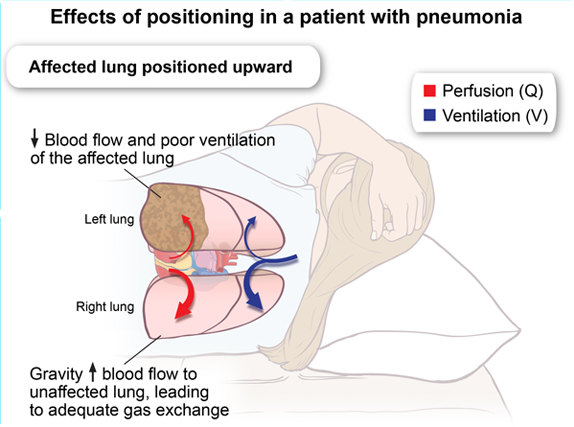 Effects of positioning in a patient with pneumonia
Affected lung positioned upward
Perfusion (Q)
Ventilation (V)
↓ Blood flow and poor ventilation
of the affected lung
Left lung
Right lung
Gravity ↑ blood flow to
unaffected lung, leading
to adequate gas exchange